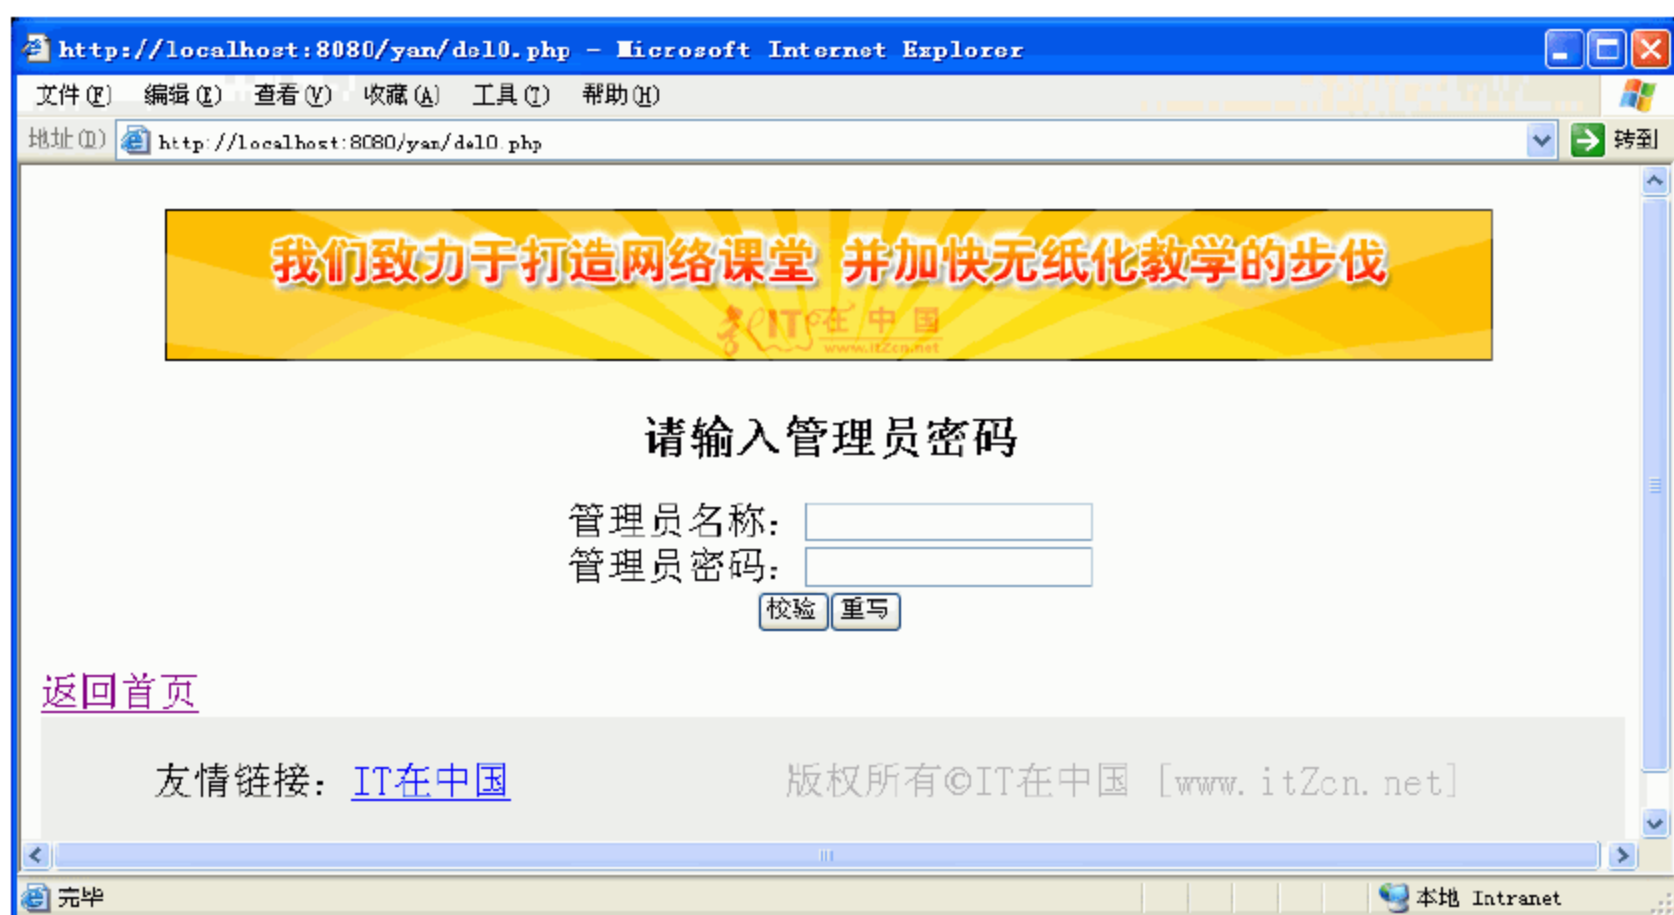 http://localhost:8080/yan/del0.php - Microsoft Internet Explorer
文件(F) 编辑(E) 查看(V) 收藏(A) 工具(T) 帮助(H)
地址(D) http://localhost:8080/yan/del0.php 转到
我们致力于打造网络课堂 并加快无纸化教学的步伐
IT在中国
www.itZcn.net
请输入管理员密码
管理员名称:
管理员密码:
校验 重写
返回首页
友情链接: IT在中国 版权所有©IT在中国 [www.itZcn.net]
完毕 本地 Intranet